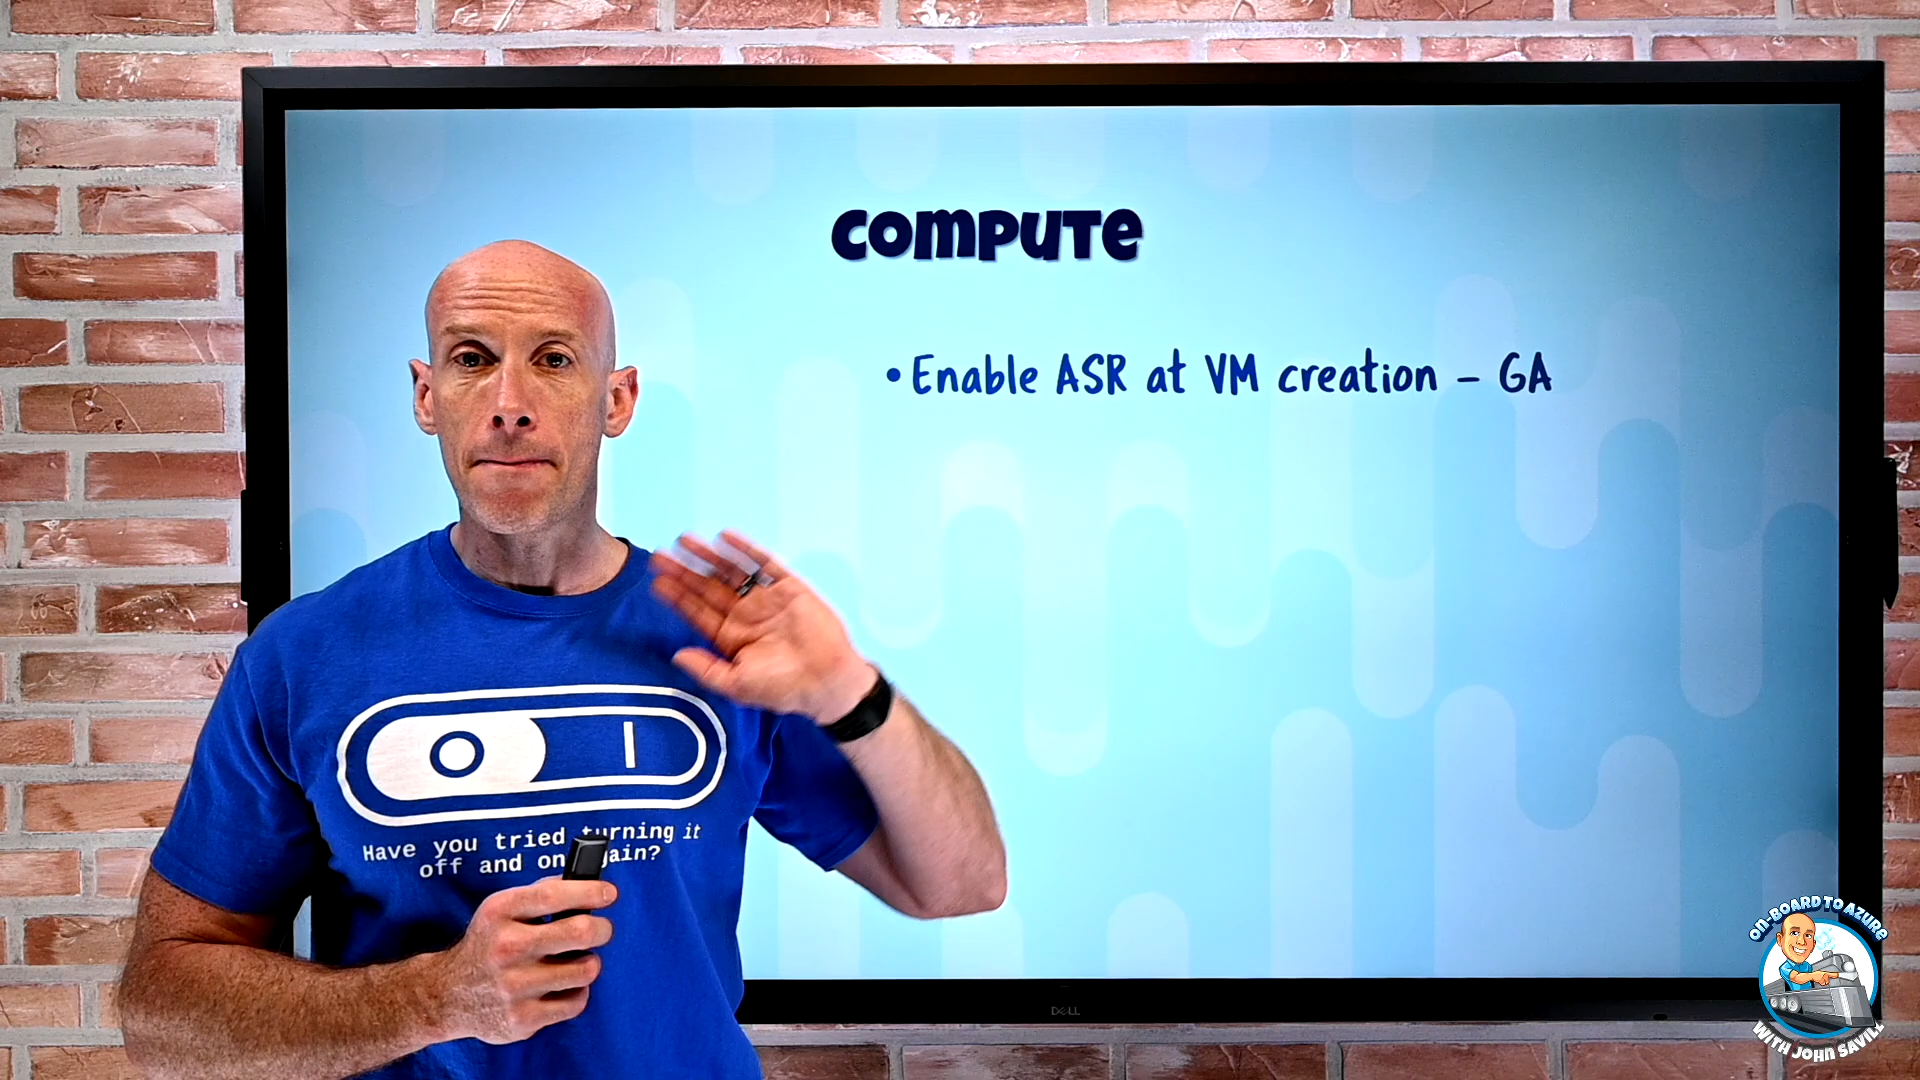 Compute
• Enable ASR at VM creation – GA
Have you tried turning it
off and on
DELL
ON-BOARD TO AZURE
WITH JOHN SAVILL